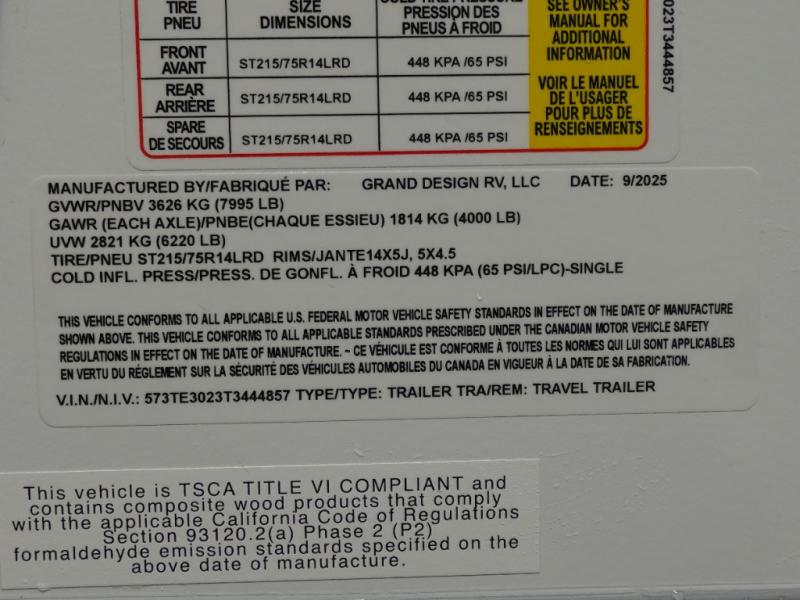 TIRE SIZE COLD TIRE PRESSURE SEE OWNER'S
PNEU DIMENSIONS PRESSION DES MANUAL FOR
PNEUS À FROID ADDITIONAL
INFORMATION
FRONT
AVANT ST215/75R14LRD 448 KPA /65 PSI
REAR
ARRIÈRE ST215/75R14LRD 448 KPA /65 PSI
SPARE
DE SECOURS ST215/75R14LRD 448 KPA /65 PSI
VOIR LE MANUEL
DE L'USAGER
POUR PLUS DE
RENSEIGNEMENTS
023T3444857
MANUFACTURED BY/FABRIQUÉ PAR: GRAND DESIGN RV, LLC DATE: 9/2025
GVWR/PNBV 3626 KG (7995 LB)
GAWR (EACH AXLE)/PNBE(CHAQUE ESSIEU) 1814 KG (4000 LB)
UVW 2821 KG (6220 LB)
TIRE/PNEU ST215/75R14LRD RIMS/JANTE14X5J, 5X4.5
COLD INFL. PRESS/PRESS. DE GONFL. À FROID 448 KPA (65 PSI/LPC)-SINGLE
THIS VEHICLE CONFORMS TO ALL APPLICABLE U.S. FEDERAL MOTOR VEHICLE SAFETY STANDARDS IN EFFECT ON THE DATE OF MANUFACTURE
SHOWN ABOVE. THIS VEHICLE CONFORMS TO ALL APPLICABLE STANDARDS PRESCRIBED UNDER THE CANADIAN MOTOR VEHICLE SAFETY
REGULATIONS IN EFFECT ON THE DATE OF MANUFACTURE. ~ CE VÉHICULE EST CONFORME À TOUTES LES NORMES QUI LUI SONT APPLICABLES
EN VERTU DU RÉGLEMENT SUR LA SÉCURITÉ DES VÉHICULES AUTOMOBILES DU CANADA EN VIGUEUR À LA DATE DE SA FABRICATION.
V.I.N./N.I.V.: 573TE3023T3444857 TYPE/TYPE: TRAILER TRA/REM: TRAVEL TRAILER
This vehicle is TSCA TITLE VI COMPLIANT and
contains composite wood products that comply
with the applicable California Code of Regulations
Section 93120.2(a) Phase 2 (P2)
formaldehyde emission standards specified on the
above date of manufacture.